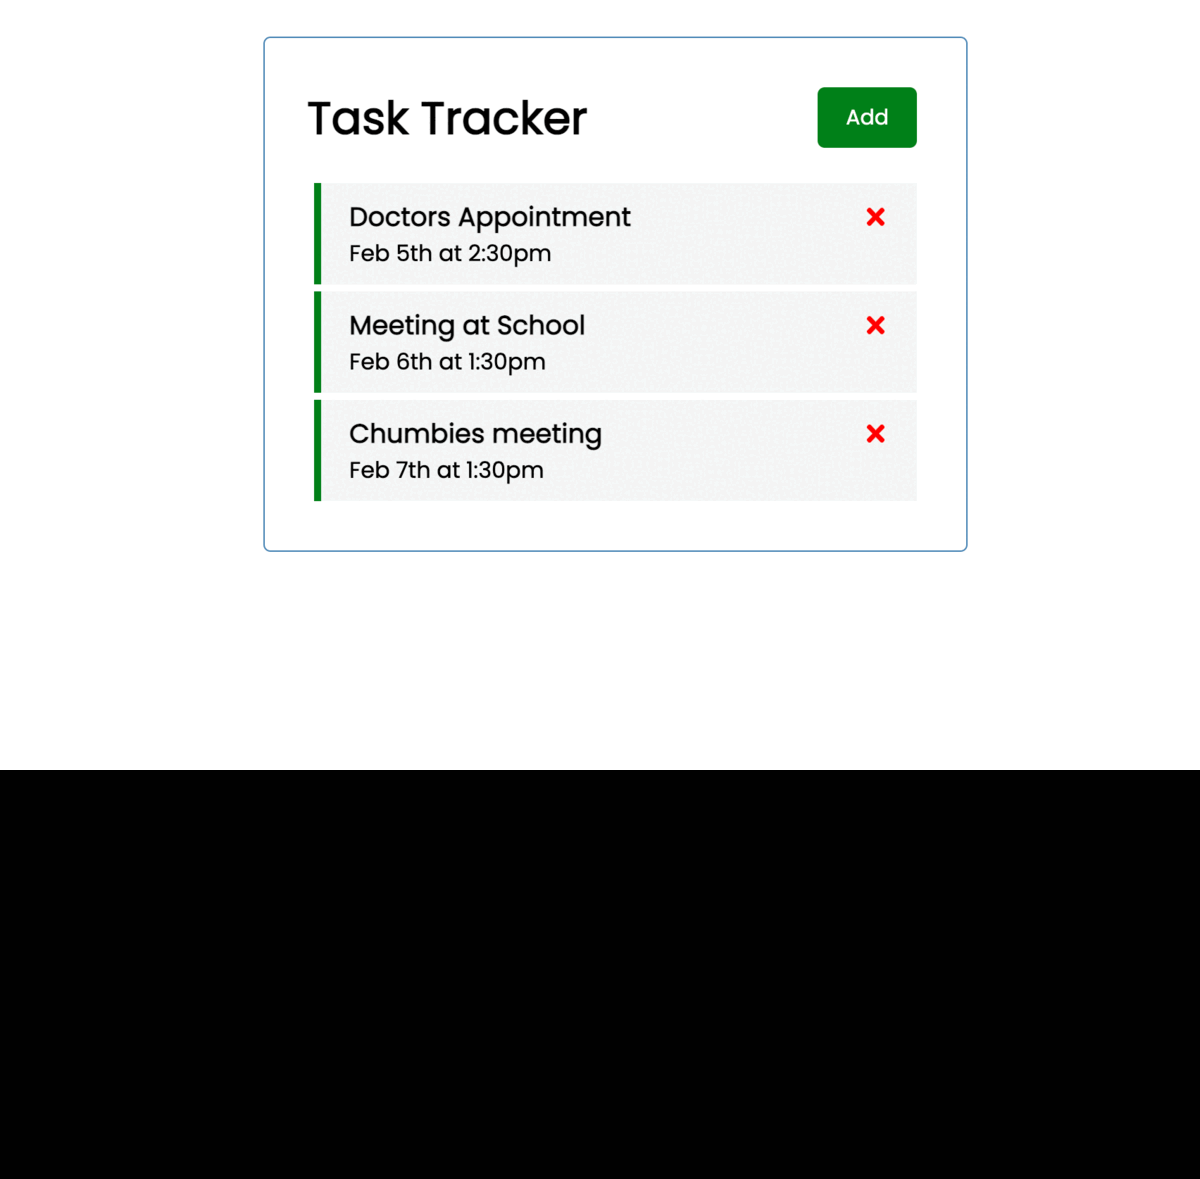 Task Tracker
Add
Doctors Appointment
Feb 5th at 2:30pm
Meeting at School
Feb 6th at 1:30pm
Chumbies meeting
Feb 7th at 1:30pm